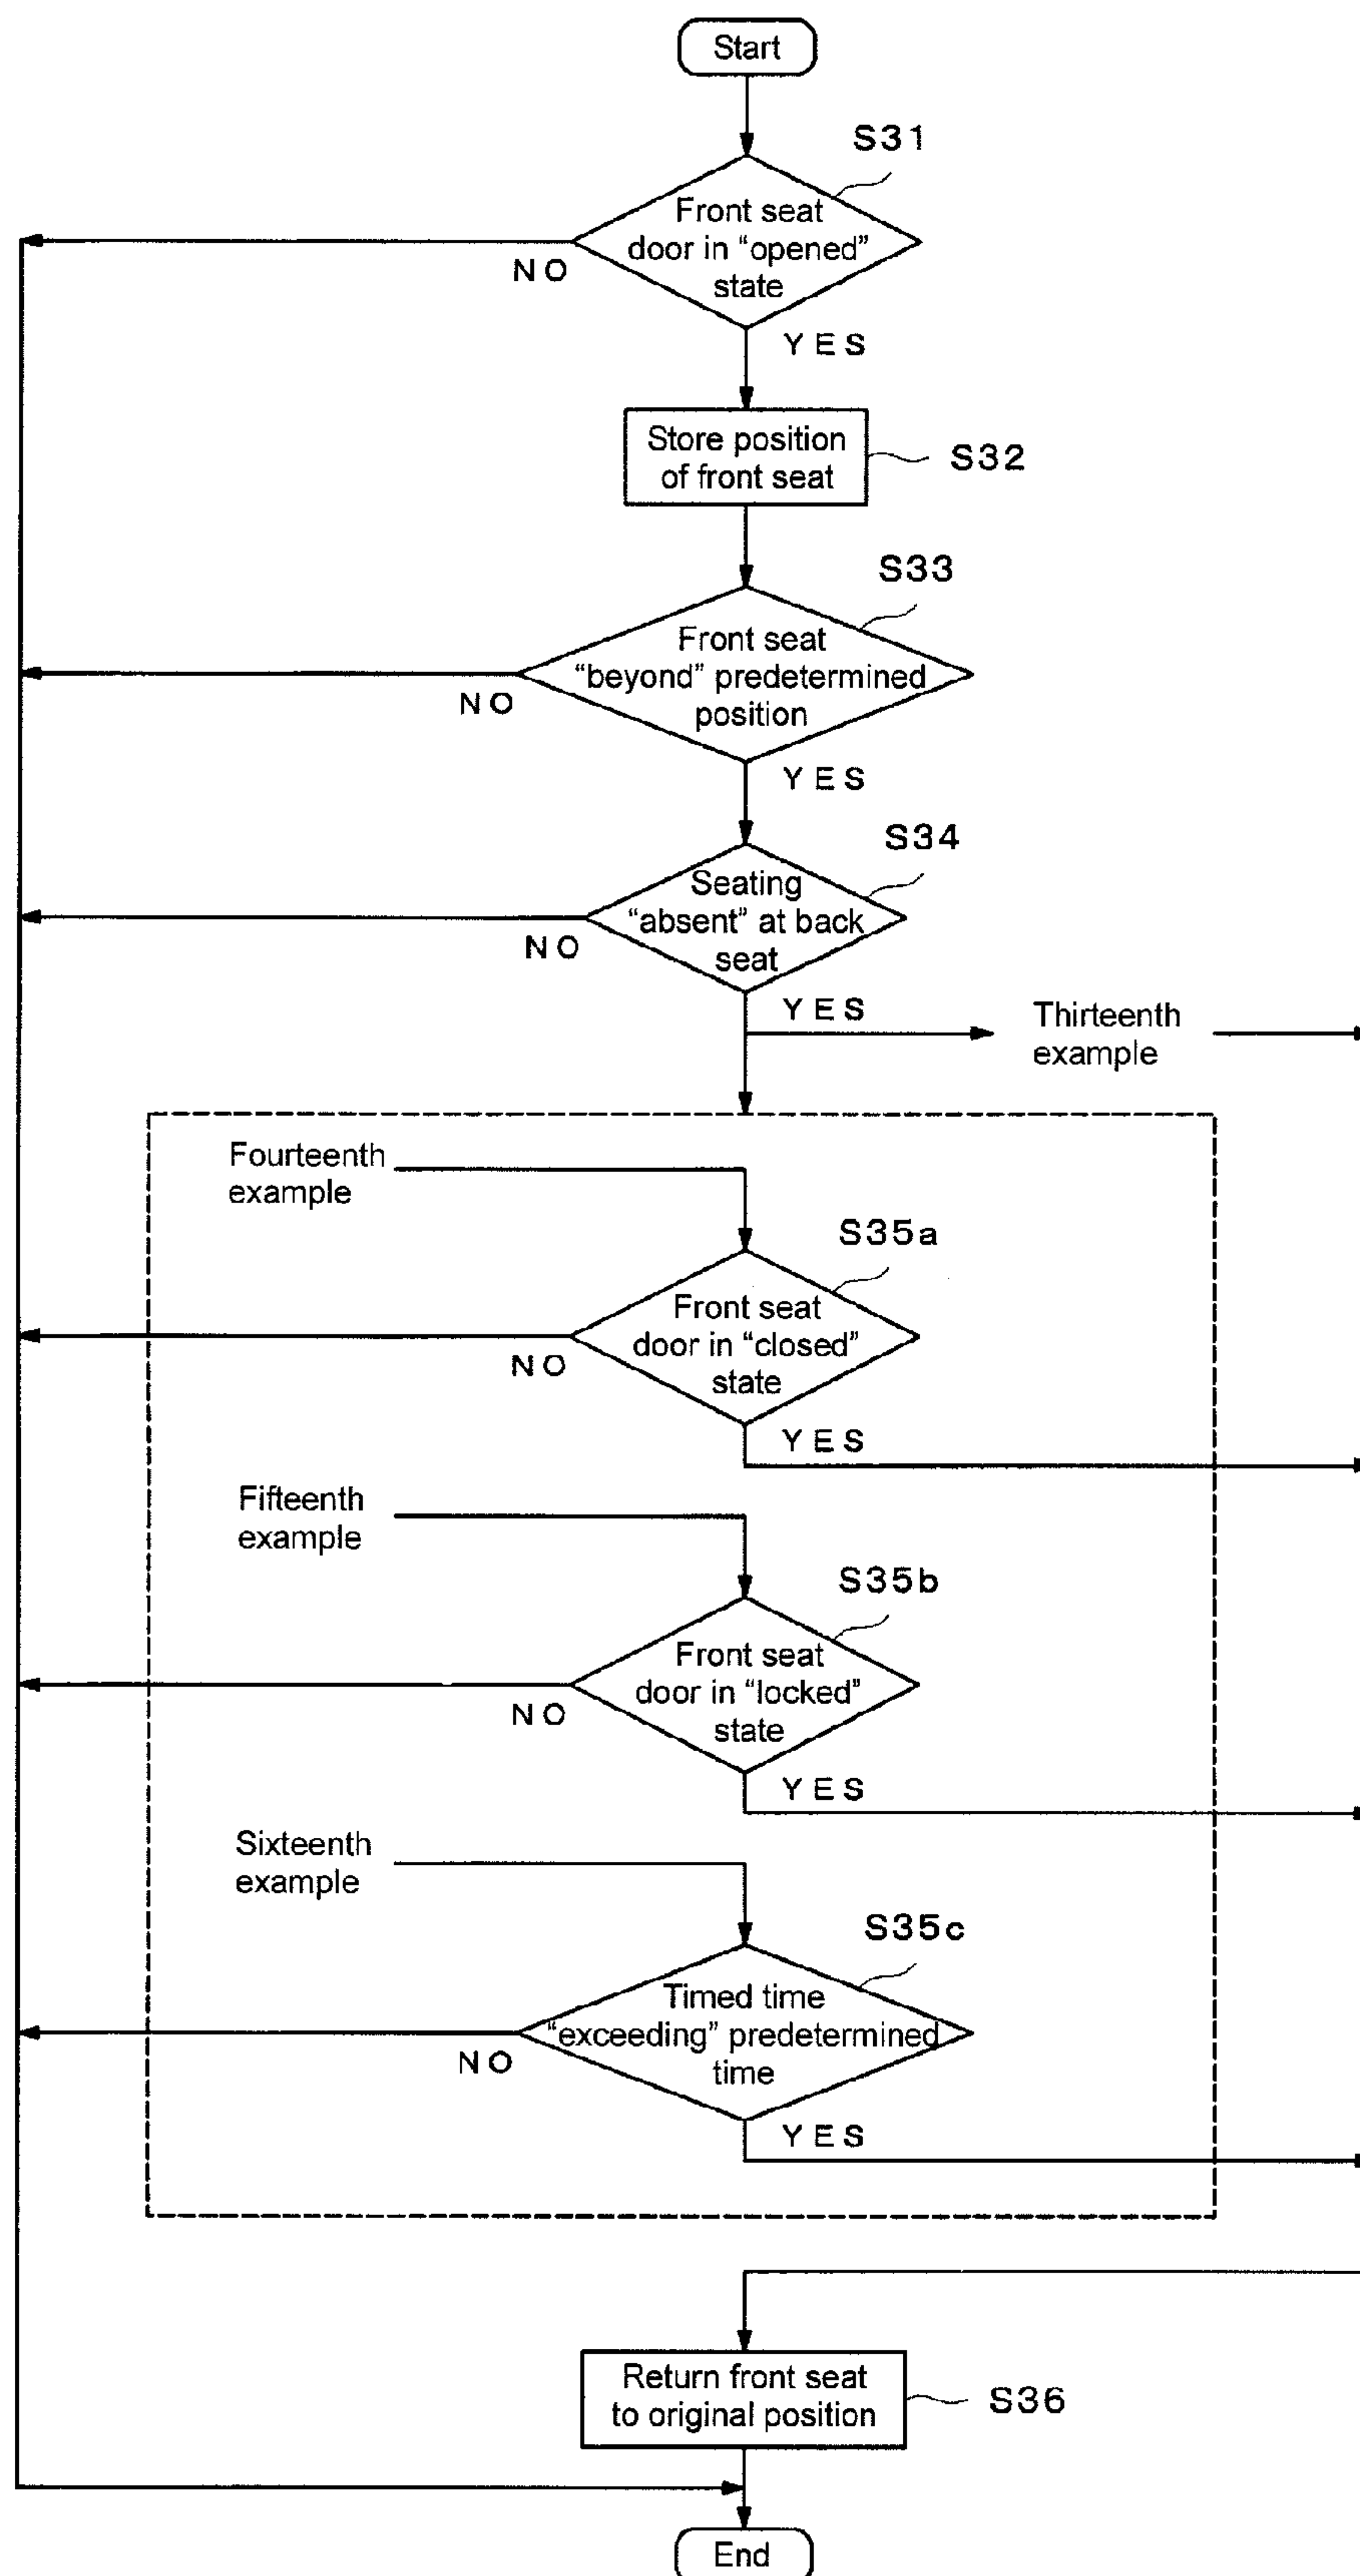 Start
S31
Front seat
door in “opened”
state
NO
YES
Store position
of front seat
S32
S33
Front seat
“beyond” predetermined
position
NO
YES
S34
Seating
“absent” at back
seat
NO
YES
Thirteenth
example
Fourteenth
example
S35a
Front seat
door in “closed”
state
NO
YES
Fifteenth
example
S35b
Front seat
door in “locked”
state
NO
YES
Sixteenth
example
S35c
Timed time
“exceeding” predetermined
time
NO
YES
Return front seat
to original position
S36
End